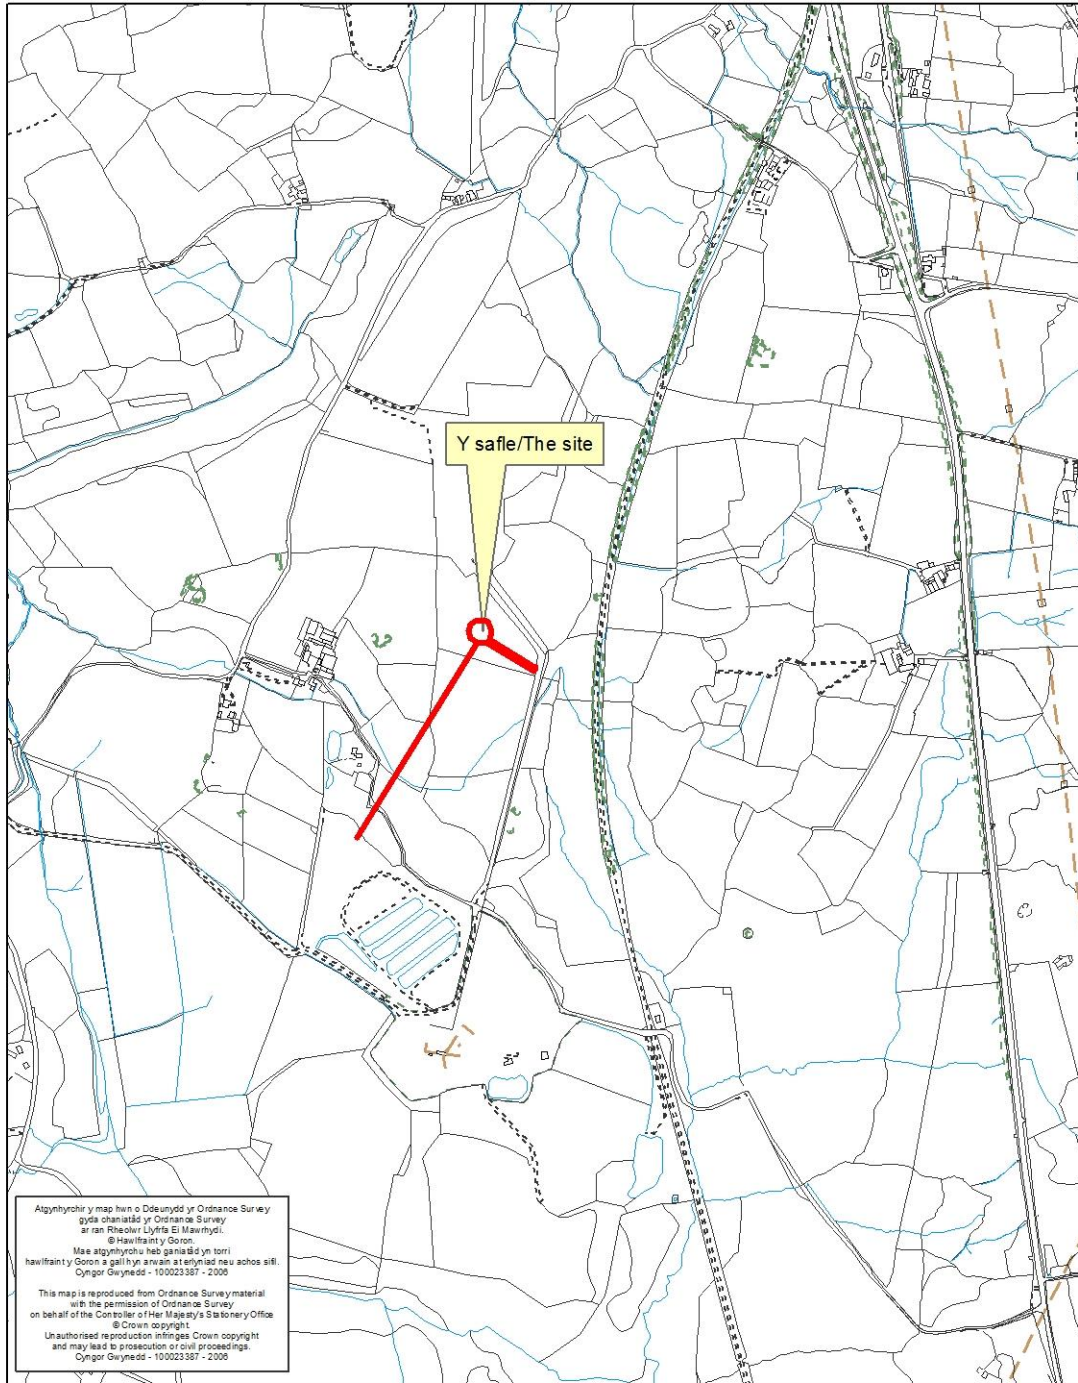 Y safle/The site
Atgynhyrchir y map hwn o Ddeunydd yr Ordnance Survey
gyda chaniatâd yr Ordnance Survey
ar ran Rheolwr Llyfrfa Ei Mawrhydi.
© Hawlfraint y Goron.
Mae atgynhyrchu heb ganiatâd yn torri
hawlfraint y Goron a gall hyn arwain at erlyniad neu achos sifil.
Cyngor Gwynedd - 100023387 - 2006
This map is reproduced from Ordnance Survey material
with the permission of Ordnance Survey
on behalf of the Controller of Her Majesty's Stationery Office
© Crown copyright.
Unauthorised reproduction infringes Crown copyright
and may lead to prosecution or civil proceedings.
Cyngor Gwynedd - 100023387 - 2006